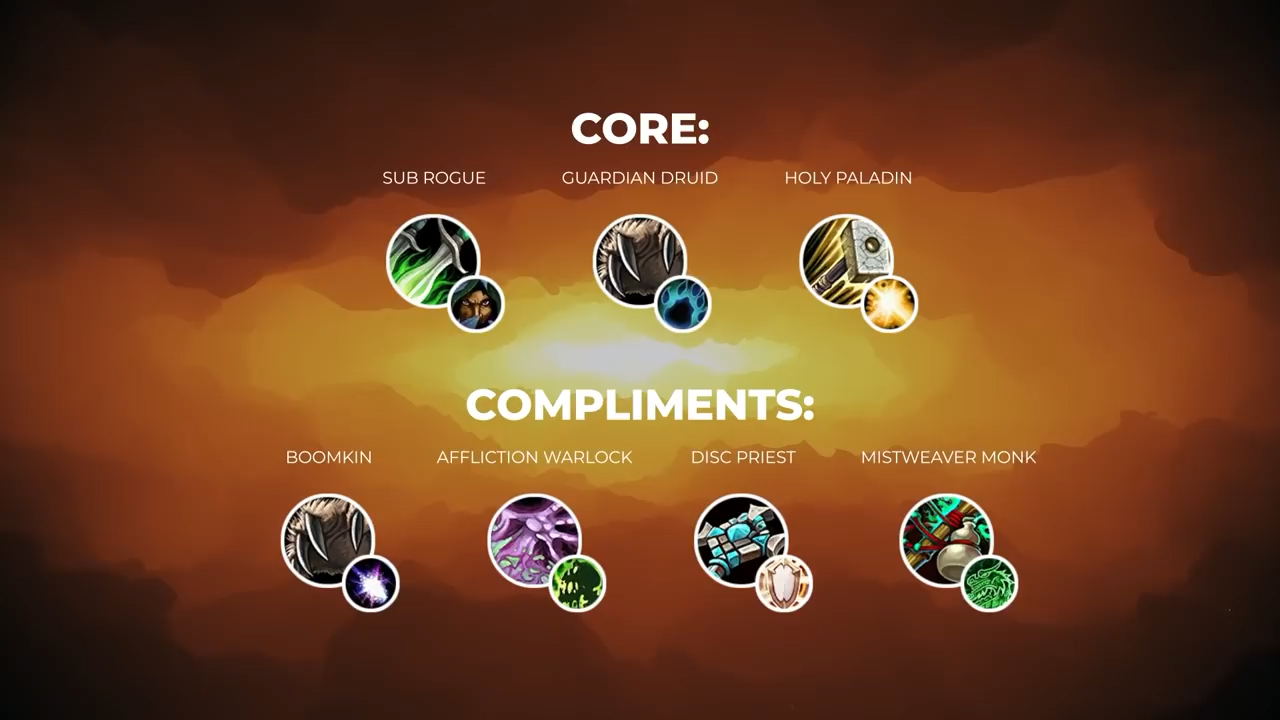 CORE:
SUB ROGUE GUARDIAN DRUID HOLY PALADIN
COMPLIMENTS:
BOOMKIN AFFLICTION WARLOCK DISC PRIEST MISTWEAVER MONK